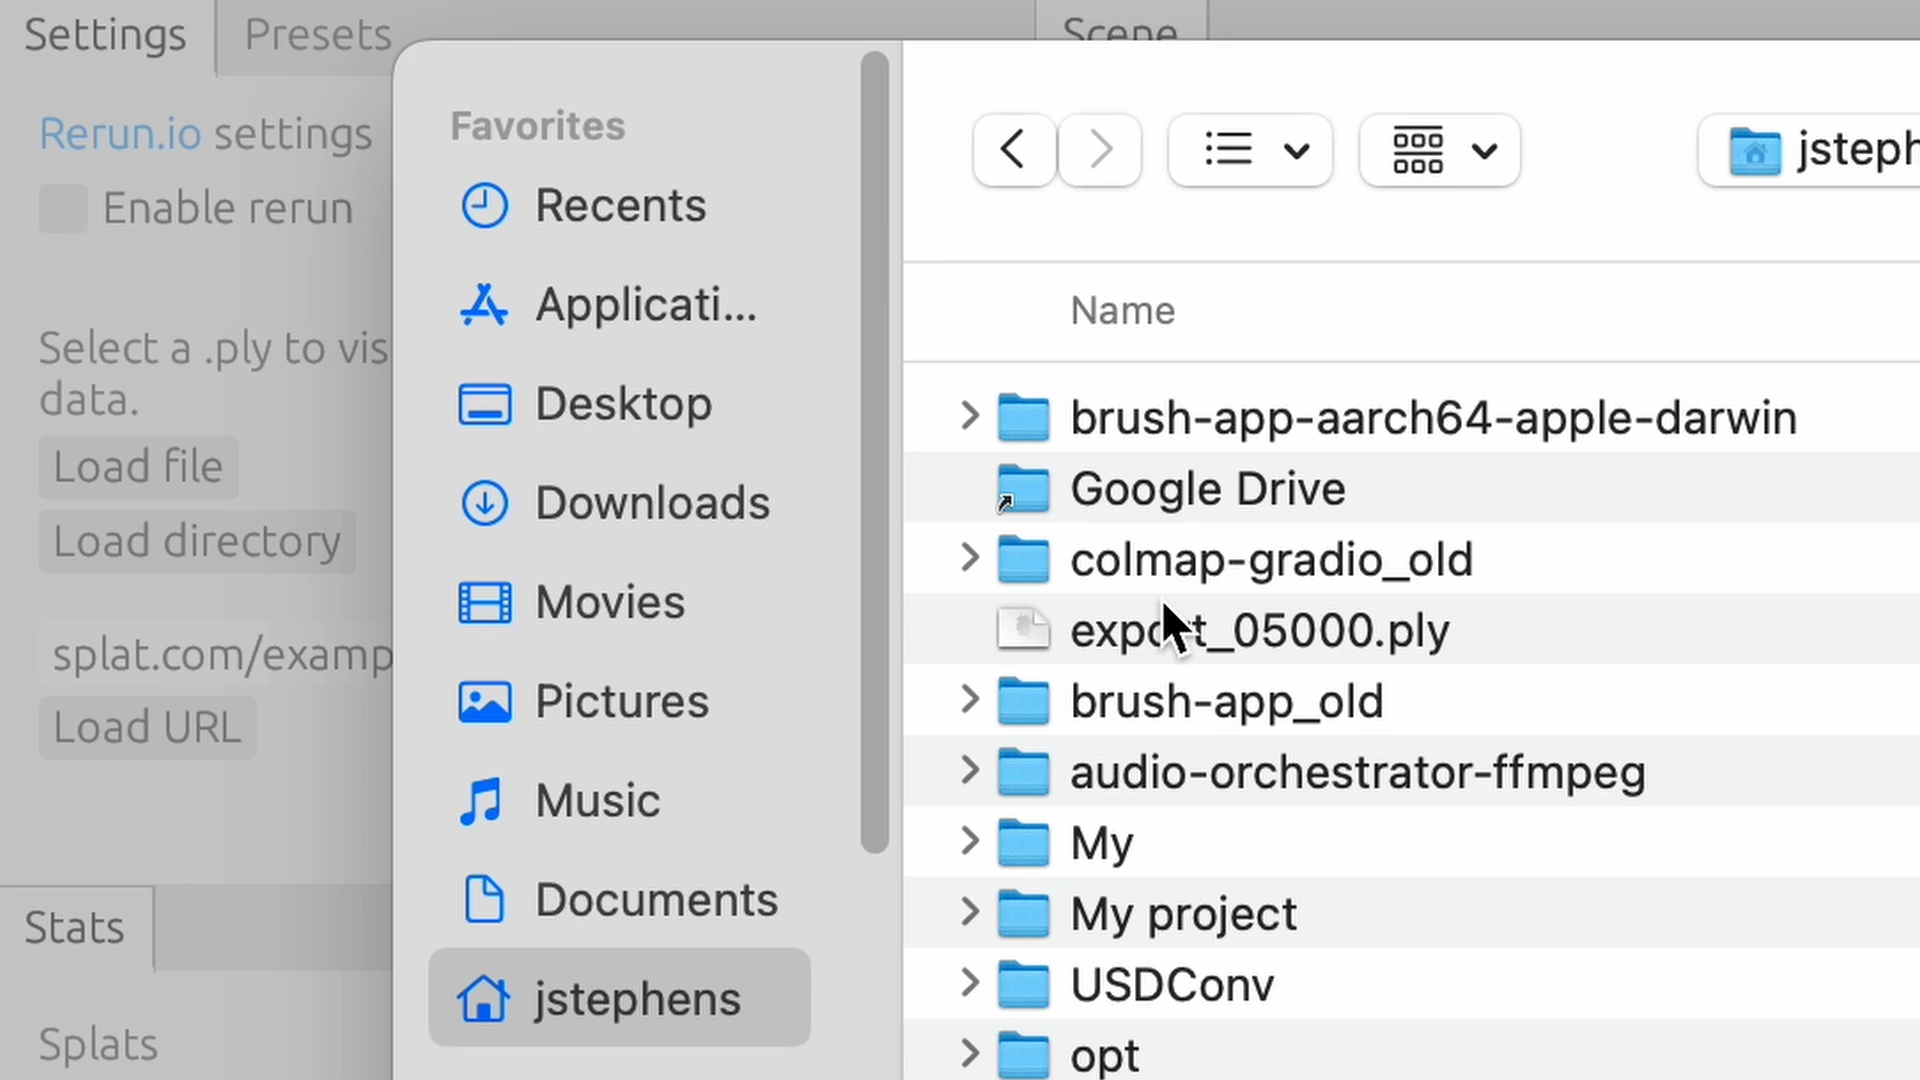 Settings
Presets
Scene
Rerun.io settings
Enable rerun
Select a .ply to vis
data.
Load file
Load directory
splat.com/examp
Load URL
Stats
Splats
Favorites
Recents
Applicati...
Desktop
Downloads
Movies
Pictures
Music
Documents
jstephens
jsteph
Name
brush-app-aarch64-apple-darwin
Google Drive
colmap-gradio_old
export_05000.ply
brush-app_old
audio-orchestrator-ffmpeg
My
My project
USDConv
opt